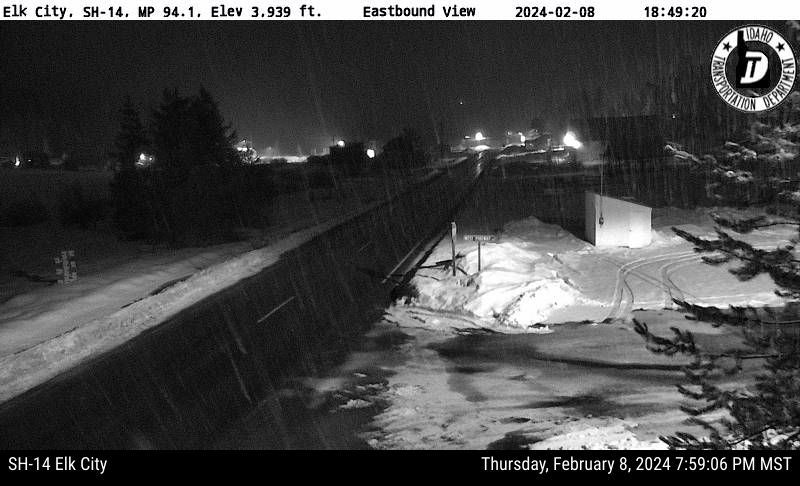 Elk City, SH-14, MP 94.1, Elev 3,939 ft. Eastbound View 2024-02-08 18:49:20
IDAHO
TRANSPORTATION DEPARTMENT
SH-14 Elk City Thursday, February 8, 2024 7:59:06 PM MST